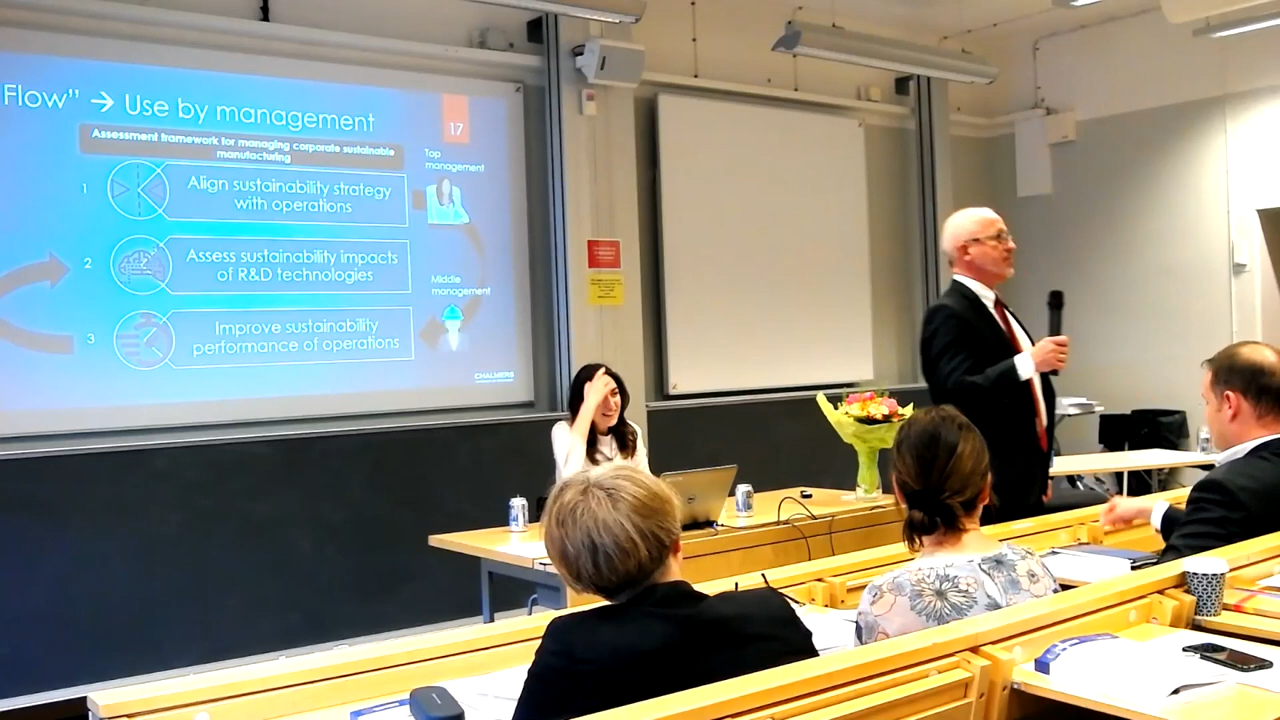 Flow” → Use by management
17
Assessment framework for managing corporate sustainable
manufacturing
Top
management
1
Align sustainability strategy
with operations
2
Assess sustainability impacts
of R&D technologies
Middle
management
3
Improve sustainability
performance of operations
CHALMERS